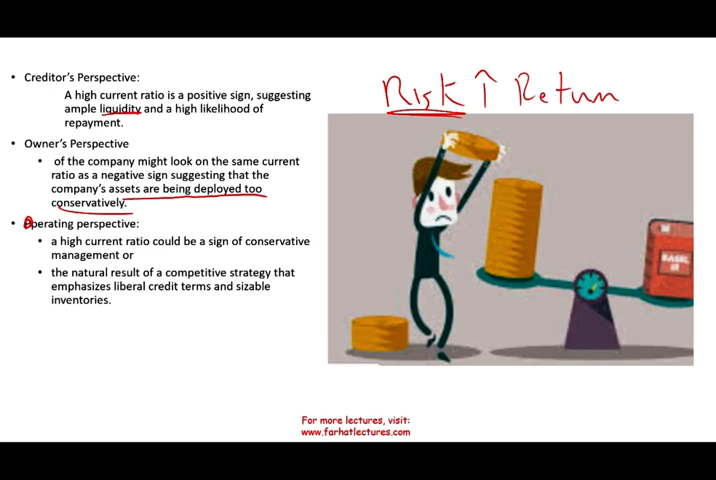 • Creditor's Perspective:
A high current ratio is a positive sign, suggesting
ample liquidity and a high likelihood of
repayment.
• Owner's Perspective
• of the company might look on the same current
ratio as a negative sign suggesting that the
company's assets are being deployed too
conservatively.
• Operating perspective:
• a high current ratio could be a sign of conservative
management or
• the natural result of a competitive strategy that
emphasizes liberal credit terms and sizable
inventories.
Risk ↑ Return
BASEL
III
For more lectures, visit:
www.farhatlectures.com